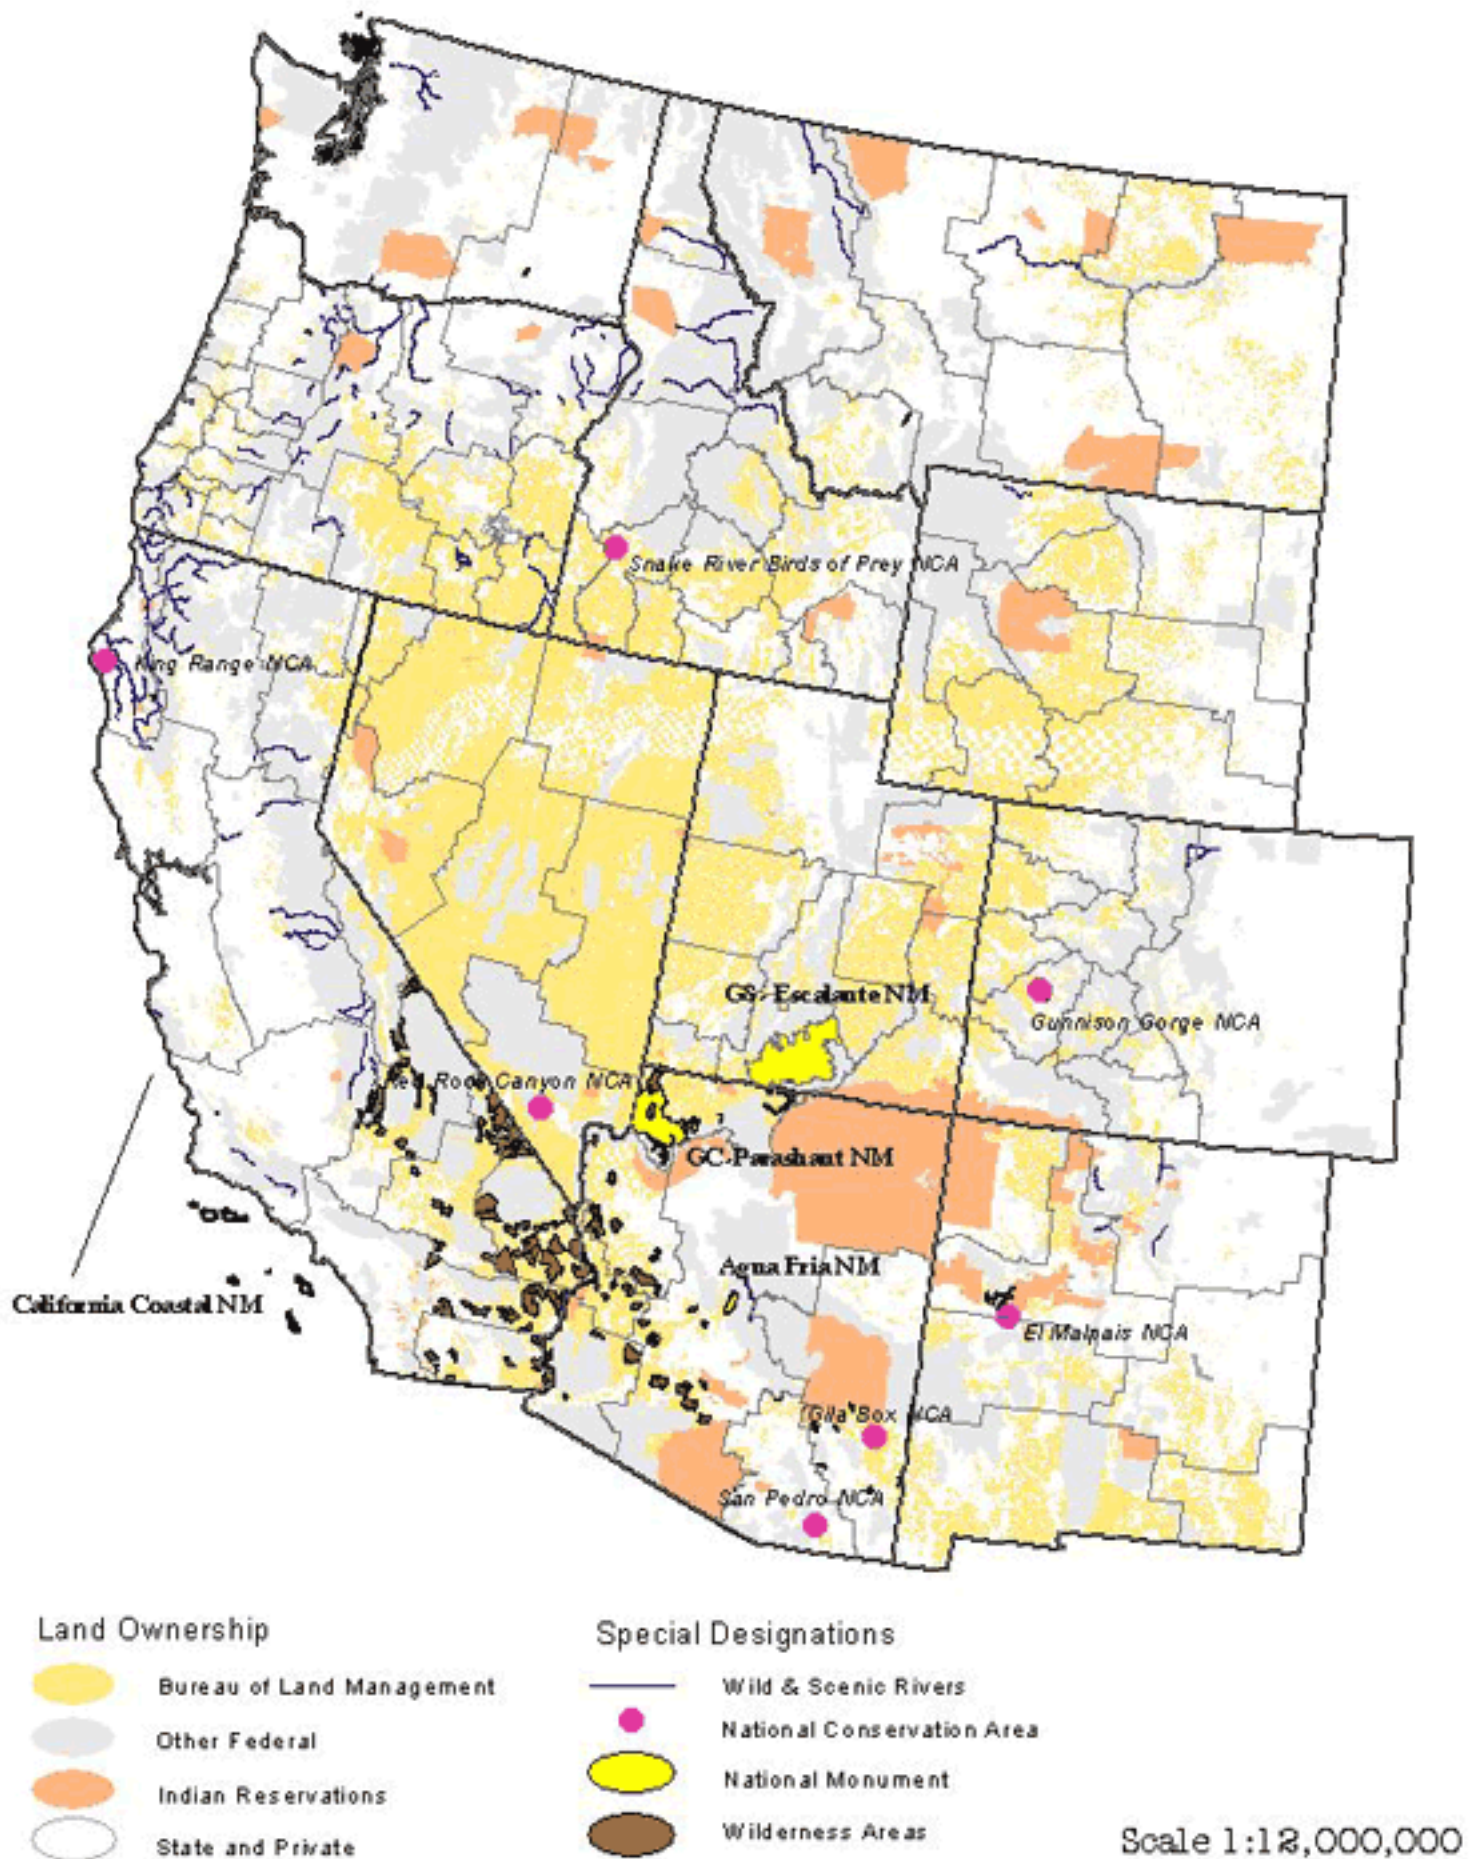 Snake River Birds of Prey NCA
King Range NCA
GS- Escalante NM
Gunnison Gorge NCA
Red Rock Canyon NCA
GC-Parashant NM
Agua Fria NM
California Coastal NM
El Malpais NCA
Gila Box NCA
San Pedro NCA
Land Ownership
Bureau of Land Management
Other Federal
Indian Reservations
State and Private
Special Designations
Wild & Scenic Rivers
National Conservation Area
National Monument
Wilderness Areas
Scale 1:12,000,000